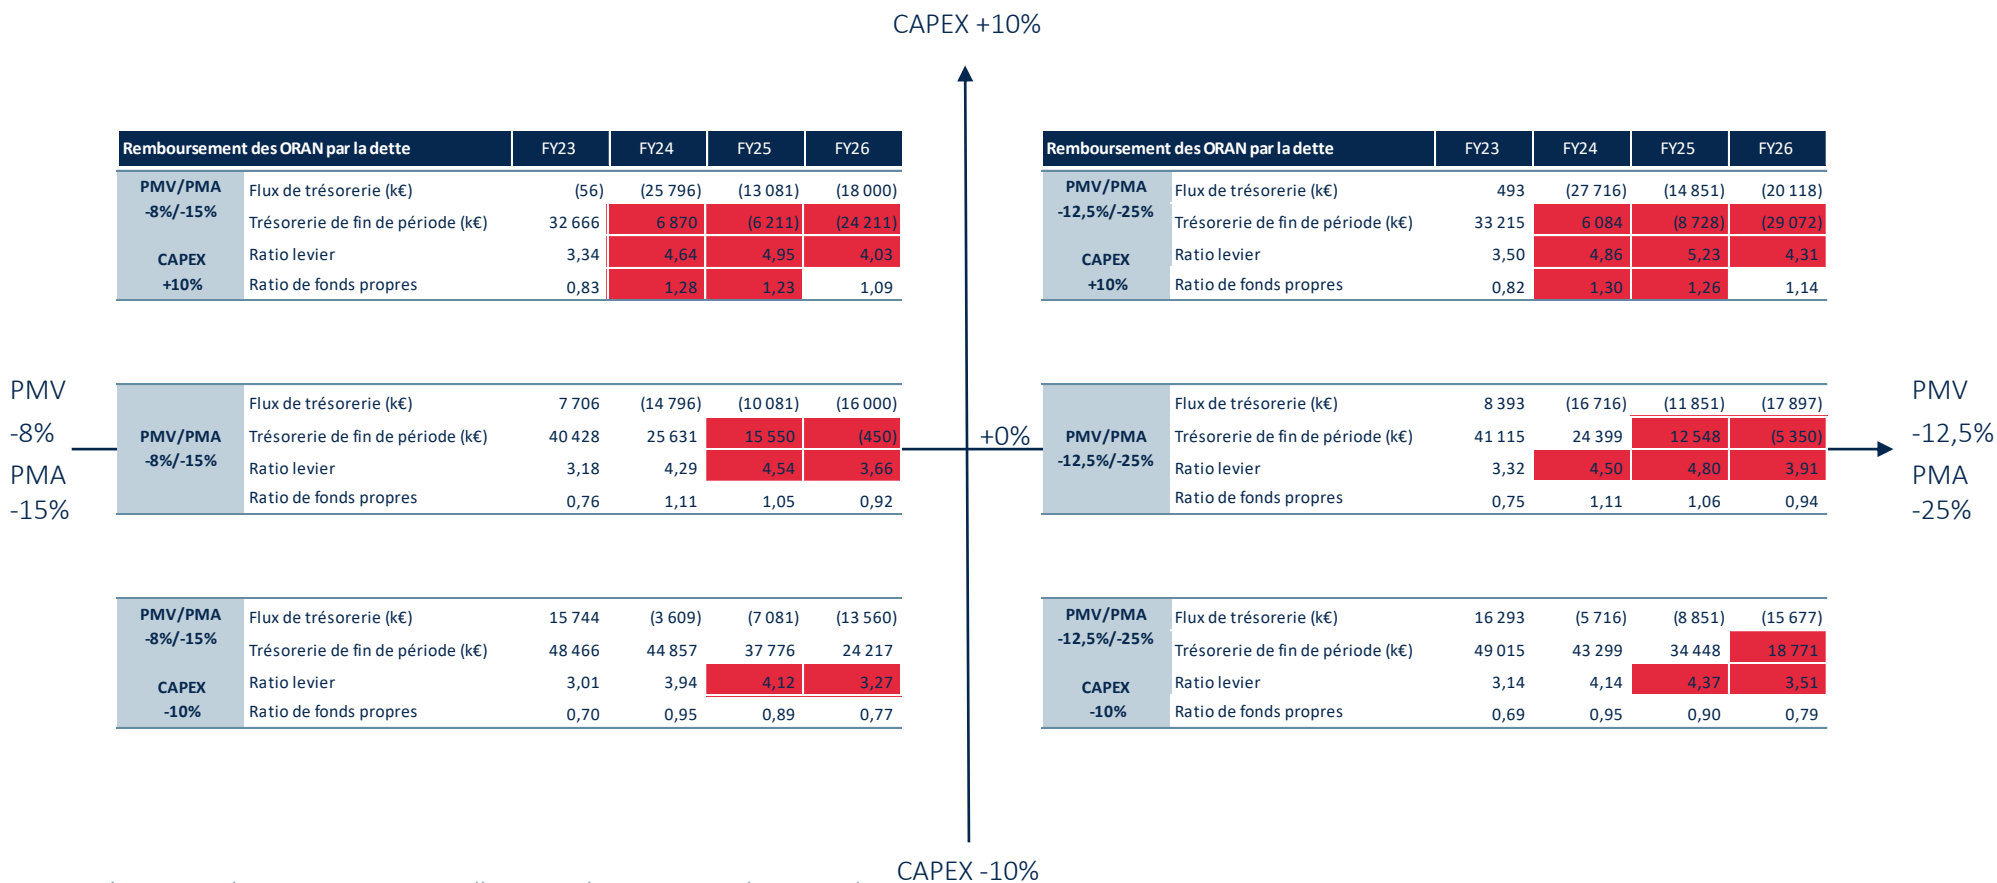 CAPEX +10%
Remboursement des ORAN par la dette FY23 FY24 FY25 FY26
PMV/PMA
-8%/-15%
CAPEX
+10%
Flux de trésorerie (k€) (56) (25 796) (13 081) (18 000)
Trésorerie de fin de période (k€) 32 666 6 870 (6 211) (24 211)
Ratio levier 3,34 4,64 4,95 4,03
Ratio de fonds propres 0,83 1,28 1,23 1,09
Remboursement des ORAN par la dette FY23 FY24 FY25 FY26
PMV/PMA
-12,5%/-25%
CAPEX
+10%
Flux de trésorerie (k€) 493 (27 716) (14 851) (20 118)
Trésorerie de fin de période (k€) 33 215 6 084 (8 728) (29 072)
Ratio levier 3,50 4,86 5,23 4,31
Ratio de fonds propres 0,82 1,30 1,26 1,14
PMV
-8%
PMA
-15%
PMV/PMA
-8%/-15%
Flux de trésorerie (k€) 7 706 (14 796) (10 081) (16 000)
Trésorerie de fin de période (k€) 40 428 25 631 15 550 (450)
Ratio levier 3,18 4,29 4,54 3,66
Ratio de fonds propres 0,76 1,11 1,05 0,92
+0%
PMV/PMA
-12,5%/-25%
Flux de trésorerie (k€) 8 393 (16 716) (11 851) (17 897)
Trésorerie de fin de période (k€) 41 115 24 399 12 548 (5 350)
Ratio levier 3,32 4,50 4,80 3,91
Ratio de fonds propres 0,75 1,11 1,06 0,94
PMV
-12,5%
PMA
-25%
PMV/PMA
-8%/-15%
CAPEX
-10%
Flux de trésorerie (k€) 15 744 (3 609) (7 081) (13 560)
Trésorerie de fin de période (k€) 48 466 44 857 37 776 24 217
Ratio levier 3,01 3,94 4,12 3,27
Ratio de fonds propres 0,70 0,95 0,89 0,77
PMV/PMA
-12,5%/-25%
CAPEX
-10%
Flux de trésorerie (k€) 16 293 (5 716) (8 851) (15 677)
Trésorerie de fin de période (k€) 49 015 43 299 34 448 18 771
Ratio levier 3,14 4,14 4,37 3,51
Ratio de fonds propres 0,69 0,95 0,90 0,79
CAPEX -10%